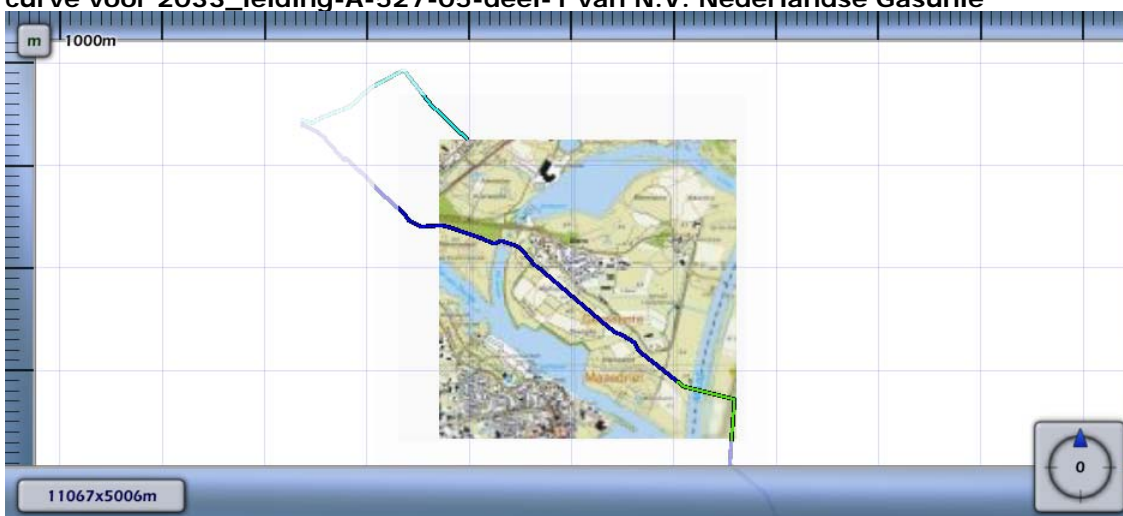 curve voor 2033_leiding-A-527-05-deel-1 van N.V. Nederlandse Gasunie
m
1000m
11067x5006m
0